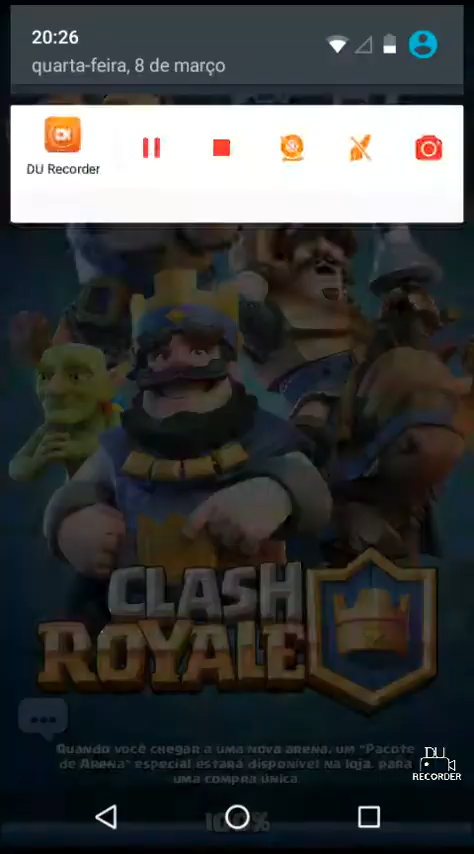 20:26
quarta-feira, 8 de março
DU Recorder
CLASH
ROYALE
Quando você chegar a uma nova arena, um "Pacote
de Arena" especial estará disponível na loja, para
uma compra única.
DU
RECORDER
100%